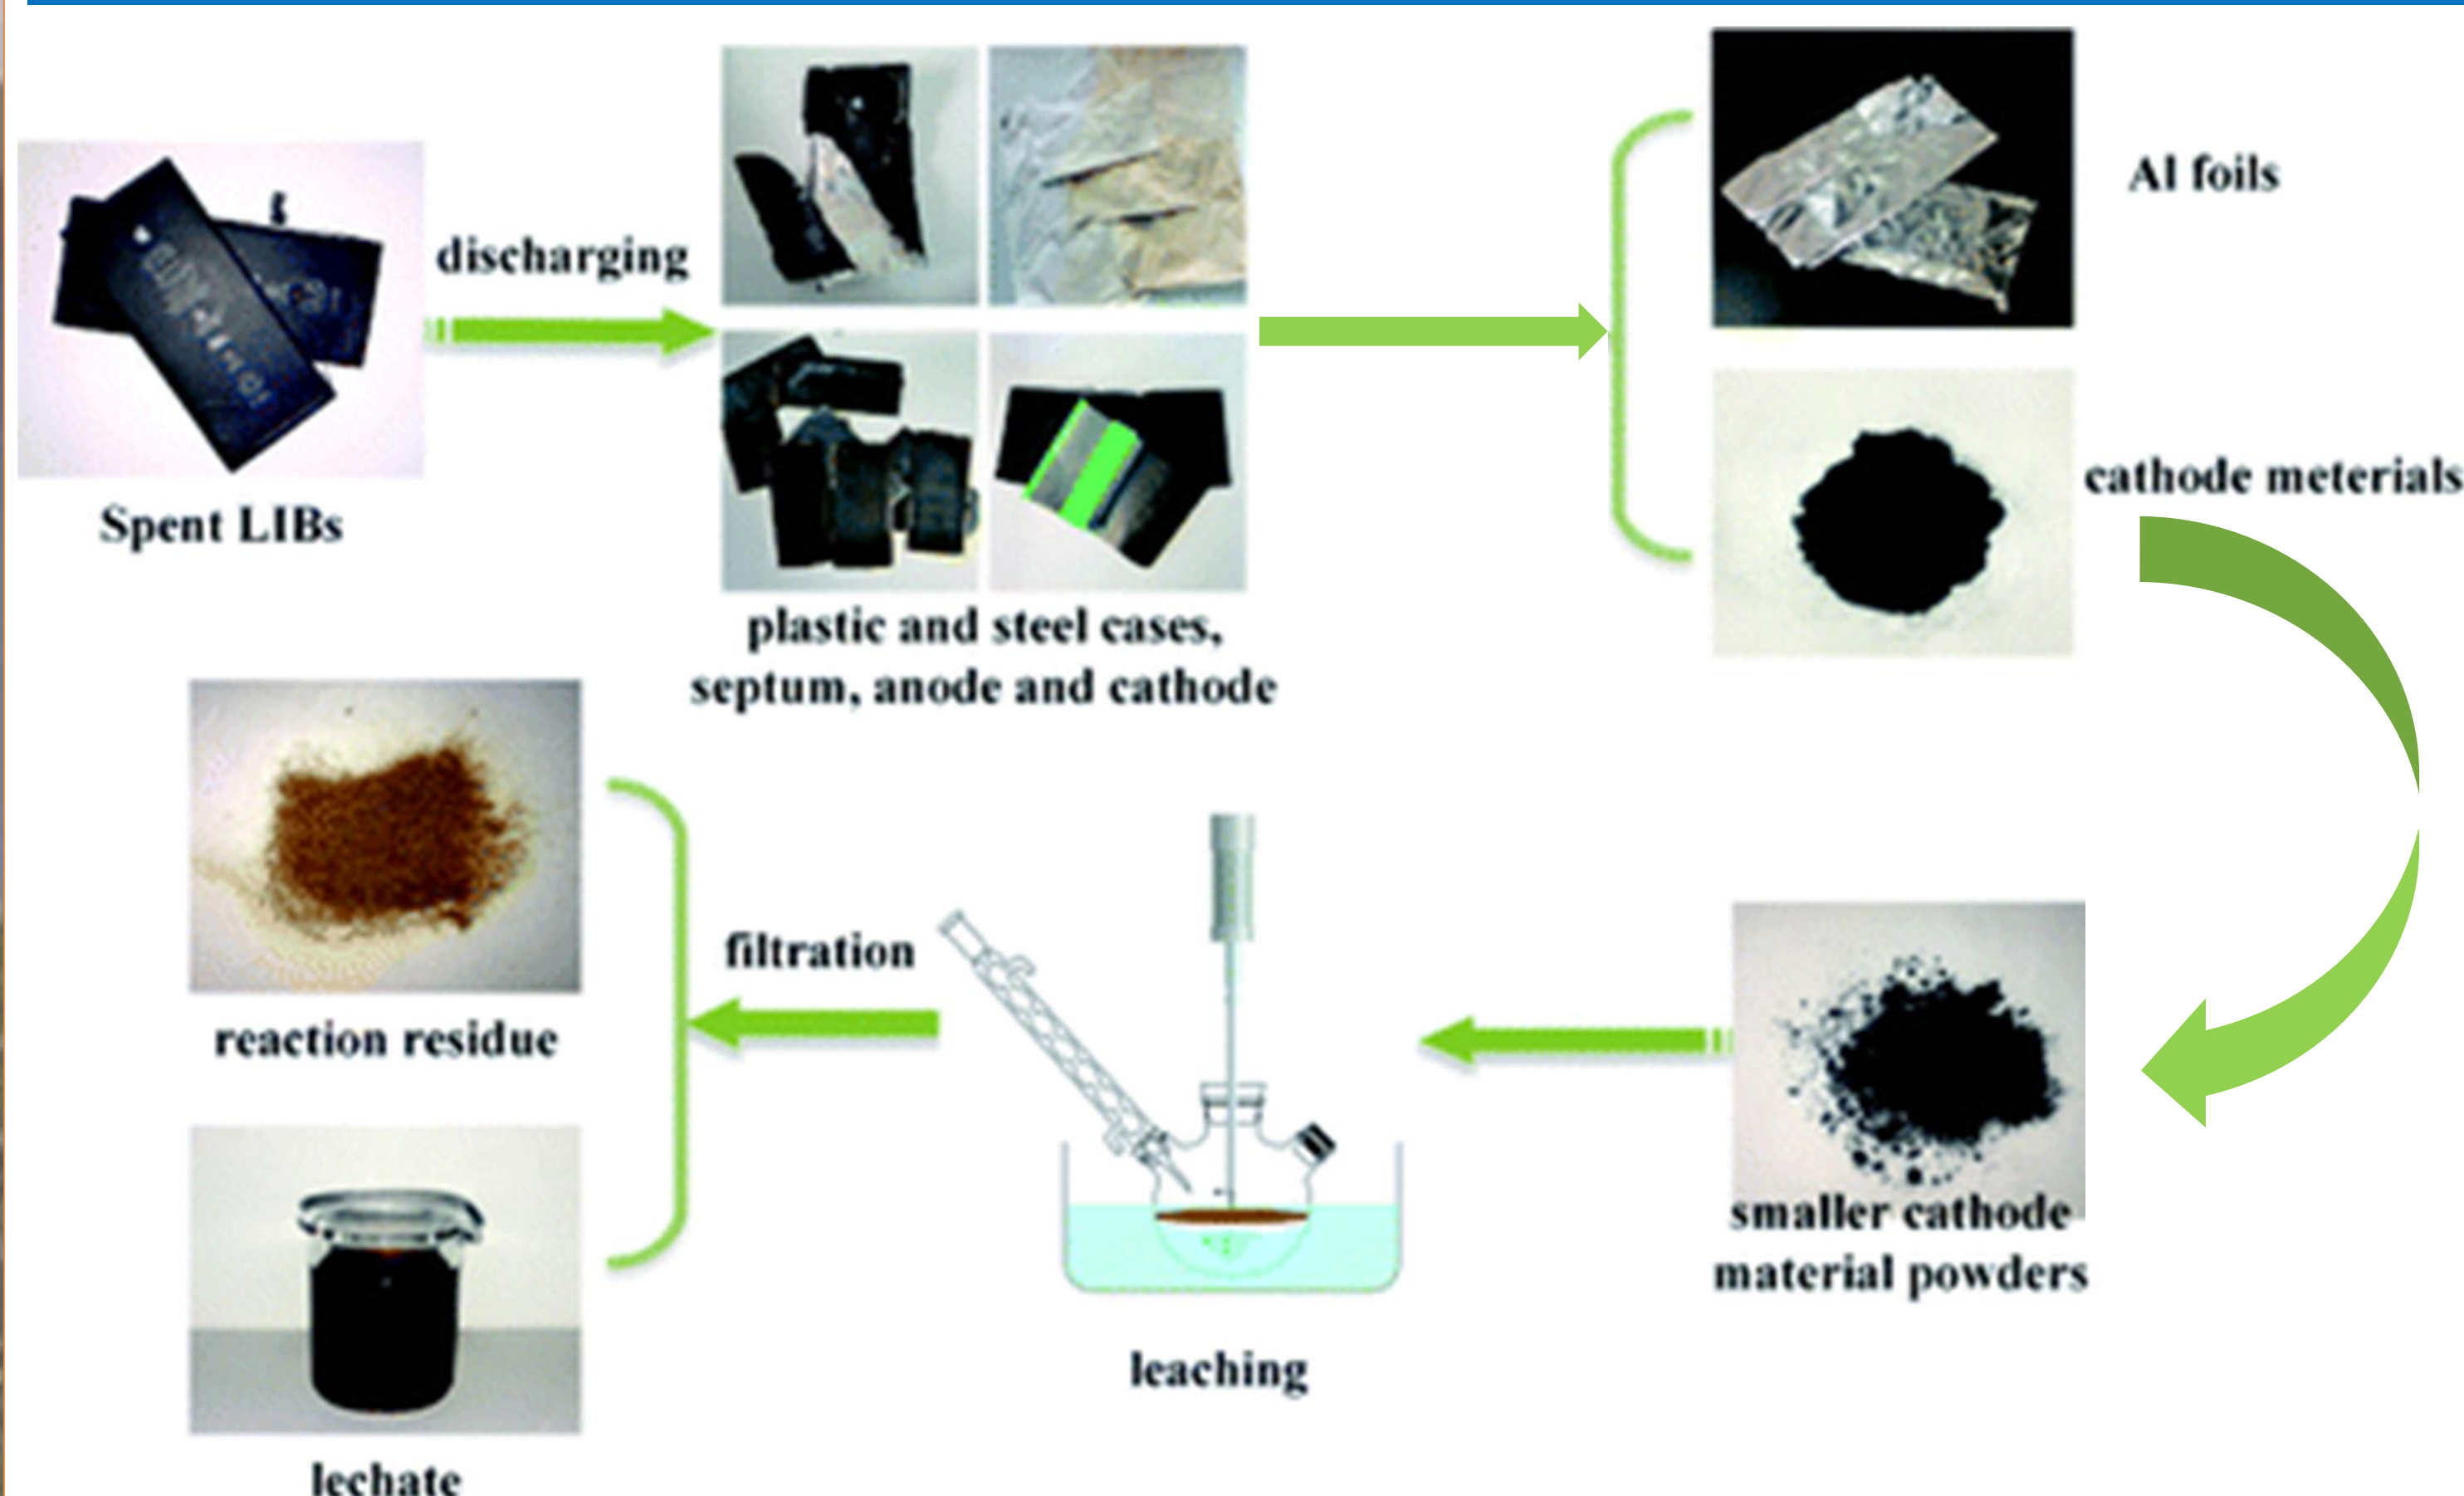 discharging
Spent LIBs
plastic and steel cases,
septum, anode and cathode
Al foils
cathode meterials
smaller cathode
material powders
leaching
filtration
reaction residue
lechate